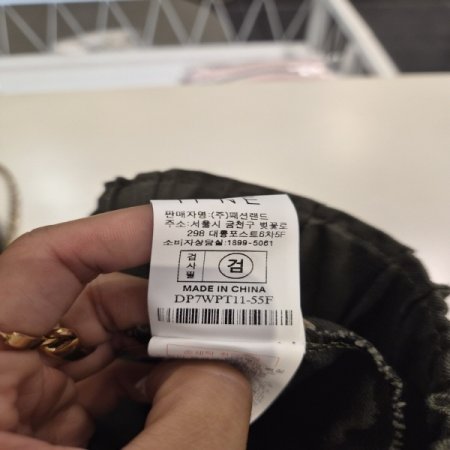 판매자명:(주)패션랜드
주소:서울시 금천구 벚꽃로
298 대륭포스트6차5F
소비자상담실:1899-5061
검사필 검
MADE IN CHINA
DP7WPT11-55F